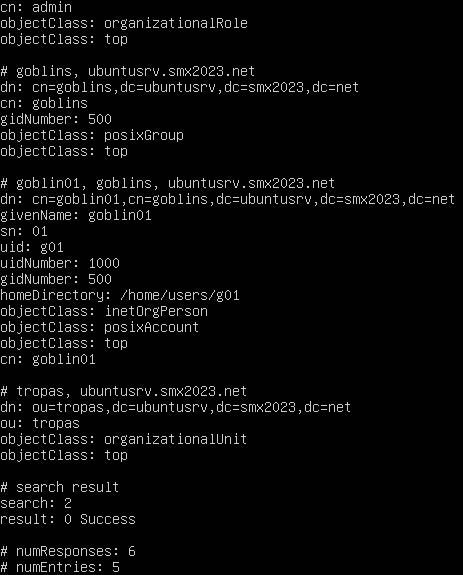 cn: admin
objectClass: organizationalRole
objectClass: top
# goblins, ubuntusrv.smx2023.net
dn: cn=goblins,dc=ubuntusrv,dc=smx2023,dc=net
cn: goblins
gidNumber: 500
objectClass: posixGroup
objectClass: top
# goblin01, goblins, ubuntusrv.smx2023.net
dn: cn=goblin01,cn=goblins,dc=ubuntusrv,dc=smx2023,dc=net
givenName: goblin01
sn: 01
uid: g01
uidNumber: 1000
gidNumber: 500
homeDirectory: /home/users/g01
objectClass: inetOrgPerson
objectClass: posixAccount
objectClass: top
cn: goblin01
# tropas, ubuntusrv.smx2023.net
dn: ou=tropas,dc=ubuntusrv,dc=smx2023,dc=net
ou: tropas
objectClass: organizationalUnit
objectClass: top
# search result
search: 2
result: 0 Success
# numResponses: 6
# numEntries: 5